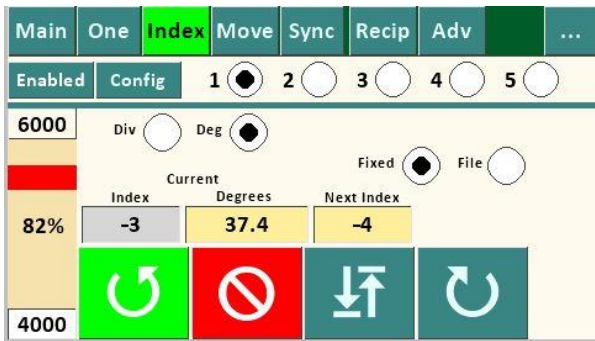 Main One Index Move Sync Recip Adv ...
Enabled Config 1 2 3 4 5
6000 Div Deg
Fixed File
Current
Index Degrees Next Index
82% -3 37.4 -4
4000